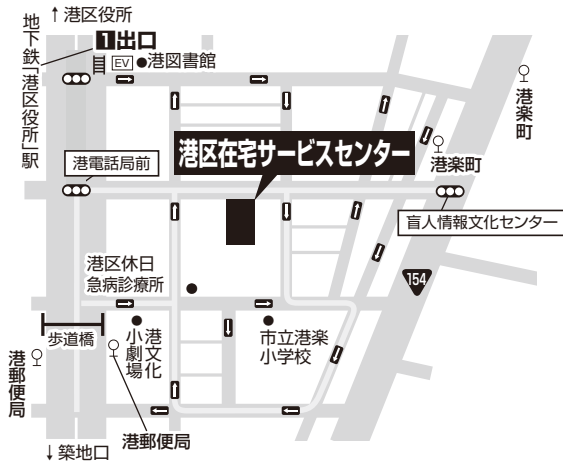 ↑港区役所
1出口
地下鉄「港区役所」駅
EV
●港図書館
港楽町
港区在宅サービスセンター
港楽町
港電話局前
盲人情報文化センター
154
港区休日
急病診療所
歩道橋
港文化
小劇場
市立港楽
小学校
港郵便局
港郵便局
↓築地口